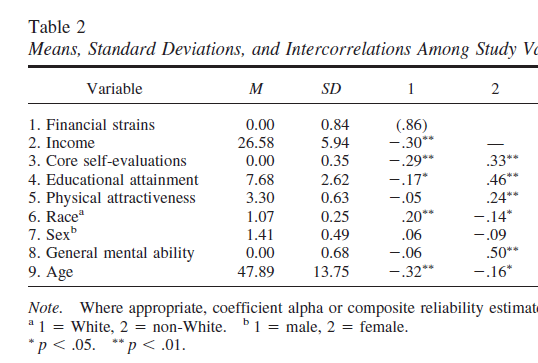 Table 2
Means, Standard Deviations, and Intercorrelations Among Study
Variable M SD 1 2
1. Financial strains 0.00 0.84 (.86)
2. Income 26.58 5.94 −.30** —
3. Core self-evaluations 0.00 0.35 −.29** .33**
4. Educational attainment 7.68 2.62 −.17* .46**
5. Physical attractiveness 3.30 0.63 −.05 .24**
6. Raceᵃ 1.07 0.25 .20** −.14*
7. Sexᵇ 1.41 0.49 .06 −.09
8. General mental ability 0.00 0.68 −.06 .50**
9. Age 47.89 13.75 −.32** −.16*
Note. Where appropriate, coefficient alpha or composite reliability
ᵃ 1 = White, 2 = non-White. ᵇ 1 = male, 2 = female.
* p < .05. ** p < .01.